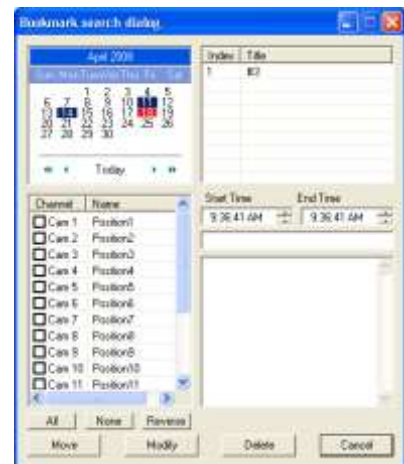 Bookmark search dialog.
April 2008
Sun Mon Tues Wed Thu Fri Sat
1 2 3 4 5
6 7 8 9 10 11 12
13 14 15 16 17 18 19
20 21 22 23 24 25 26
27 28 29 30
Today
Index Title
1
Channel Name
Cam 1 Position1
Cam 2 Position2
Cam 3 Position3
Cam 4 Position4
Cam 5 Position5
Cam 6 Position6
Cam 7 Position7
Cam 8 Position8
Cam 9 Position9
Cam 10 Position10
Cam 11 Position11
All None Reverse
Start Time End Time
9:36:41 AM 9:36:41 AM
Move Modify Delete Cancel